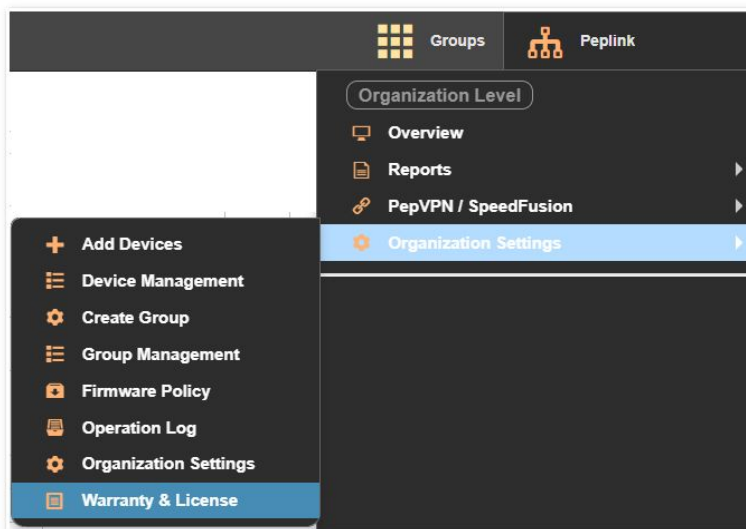 Groups
Peplink
Organization Level
Overview
Reports
PepVPN / SpeedFusion
Organization Settings
Add Devices
Device Management
Create Group
Group Management
Firmware Policy
Operation Log
Organization Settings
Warranty & License